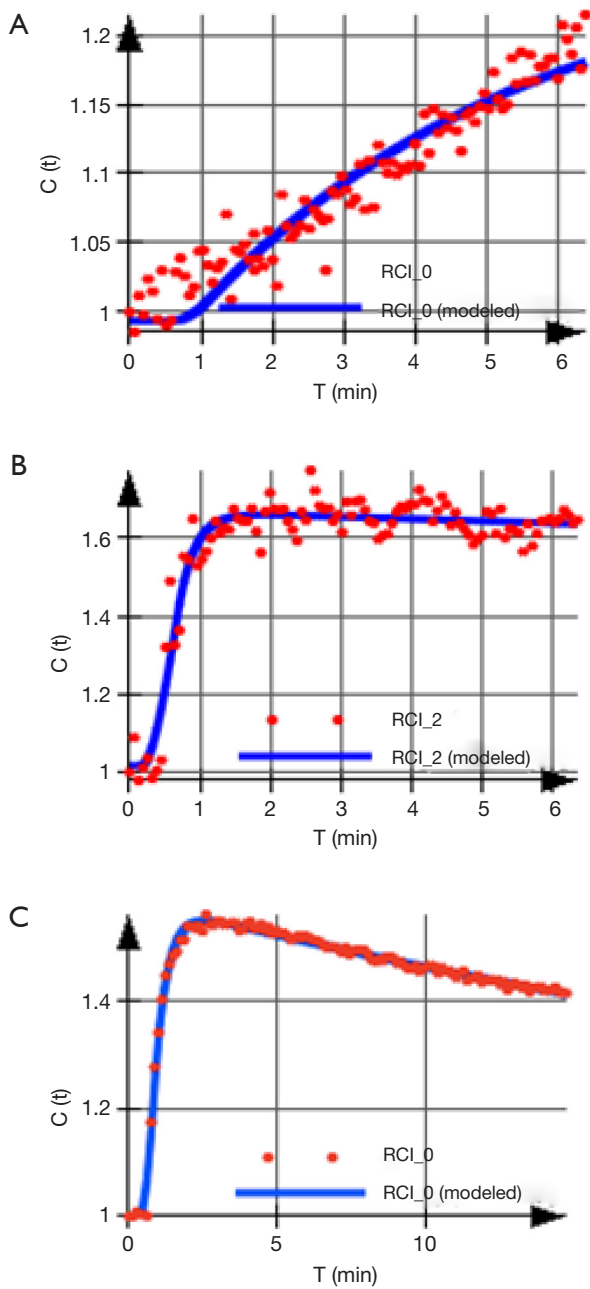 A
1.2
1.15
1.1
1.05
1
C (t)
RCI_0
RCI_0 (modeled)
0 1 2 3 4 5 6
T (min)
B
1.6
1.4
1.2
1
C (t)
RCI_2
RCI_2 (modeled)
0 1 2 3 4 5 6
T (min)
C
1.4
1.2
1
C (t)
RCI_0
RCI_0 (modeled)
0 5 10
T (min)